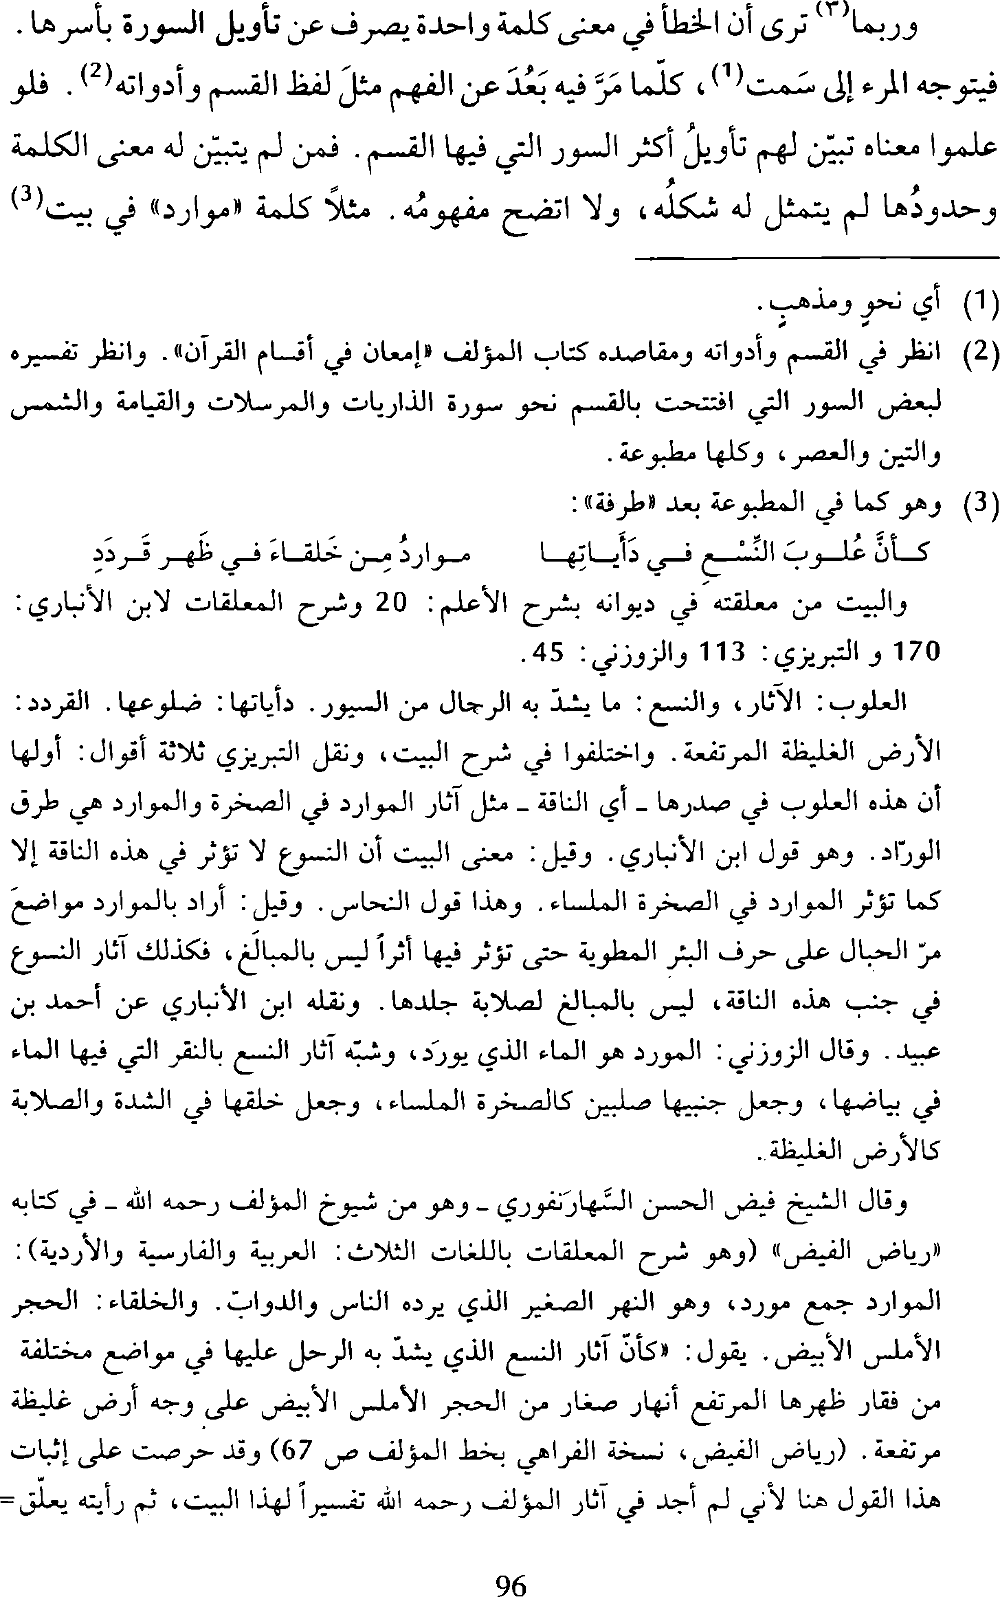 وربما(٣) ترى أن الخطأ في معنى كلمة واحدة يصرف عن تأويل السورة بأسرها.
فيتوجه المرء إلى سَمت(1)، كلّما مَرَّ فيه بَعُدَ عن الفهم مثلَ لفظ القسم وأدواته(2). فلو
علموا معناه تبيّن لهم تأويلُ أكثر السور التي فيها القسم. فمن لم يتبيّن له معنى الكلمة
وحدودُها لم يتمثل له شكلُه، ولا اتضح مفهومُه. مثلاً كلمة «موارد» في بيت(3)
(1) أي نحوٍ ومذهبٍ.
(2) انظر في القسم وأدواته ومقاصده كتاب المؤلف «إمعان في أقسام القرآن». وانظر تفسيره
لبعض السور التي افتتحت بالقسم نحو سورة الذاريات والمرسلات والقيامة والشمس
والتين والعصر، وكلها مطبوعة.
(3) وهو كما في المطبوعة بعد «طرفة»:
كـأنَّ عُلـوبَ النِّسْـعِ فـي دَأَيـاتِهـا مـواردُ مِـن خَلقـاءَ فـي ظَهـر قَـردَدِ
والبيت من معلقته في ديوانه بشرح الأعلم: 20 وشرح المعلقات لابن الأنباري:
170 و التبريزي: 113 والزوزني: 45.
العلوب: الآثار، والنسع: ما يشدّ به الرحال من السيور. دأياتها: ضلوعها. القردد:
الأرض الغليظة المرتفعة. واختلفوا في شرح البيت، ونقل التبريزي ثلاثة أقوال: أولها
أن هذه العلوب في صدرها - أي الناقة - مثل آثار الموارد في الصخرة والموارد هي طرق
الورّاد. وهو قول ابن الأنباري. وقيل: معنى البيت أن النسوع لا تؤثر في هذه الناقة إلا
كما تؤثر الموارد في الصخرة الملساء. وهذا قول النحاس. وقيل: أراد بالموارد مواضعَ
مرّ الحبال على حرف البئر المطوية حتى تؤثر فيها أثراً ليس بالمبالَغ، فكذلك آثار النسوع
في جنب هذه الناقة، ليس بالمبالغ لصلابة جلدها. ونقله ابن الأنباري عن أحمد بن
عبيد. وقال الزوزني: المورد هو الماء الذي يورَد، وشبّه آثار النسع بالنقر التي فيها الماء
في بياضها، وجعل جنبيها صلبين كالصخرة الملساء، وجعل خلقها في الشدة والصلابة
كالأرض الغليظة.
وقال الشيخ فيض الحسن السَّهارَنفوري - وهو من شيوخ المؤلف رحمه الله - في كتابه
«رياض الفيض» (وهو شرح المعلقات باللغات الثلاث: العربية والفارسية والأردية):
الموارد جمع مورد، وهو النهر الصغير الذي يرده الناس والدوابّ. والخلقاء: الحجر
الأملس الأبيض. يقول: «كأنّ آثار النسع الذي يشدّ به الرحل عليها في مواضع مختلفة
من فقار ظهرها المرتفع أنهار صغار من الحجر الأملس الأبيض على وجه أرض غليظة
مرتفعة. (رياض الفيض، نسخة الفراهي بخط المؤلف ص 67) وقد حرصت على إثبات
هذا القول هنا لأني لم أجد في آثار المؤلف رحمه الله تفسيراً لهذا البيت، ثم رأيته يعلّق=
96